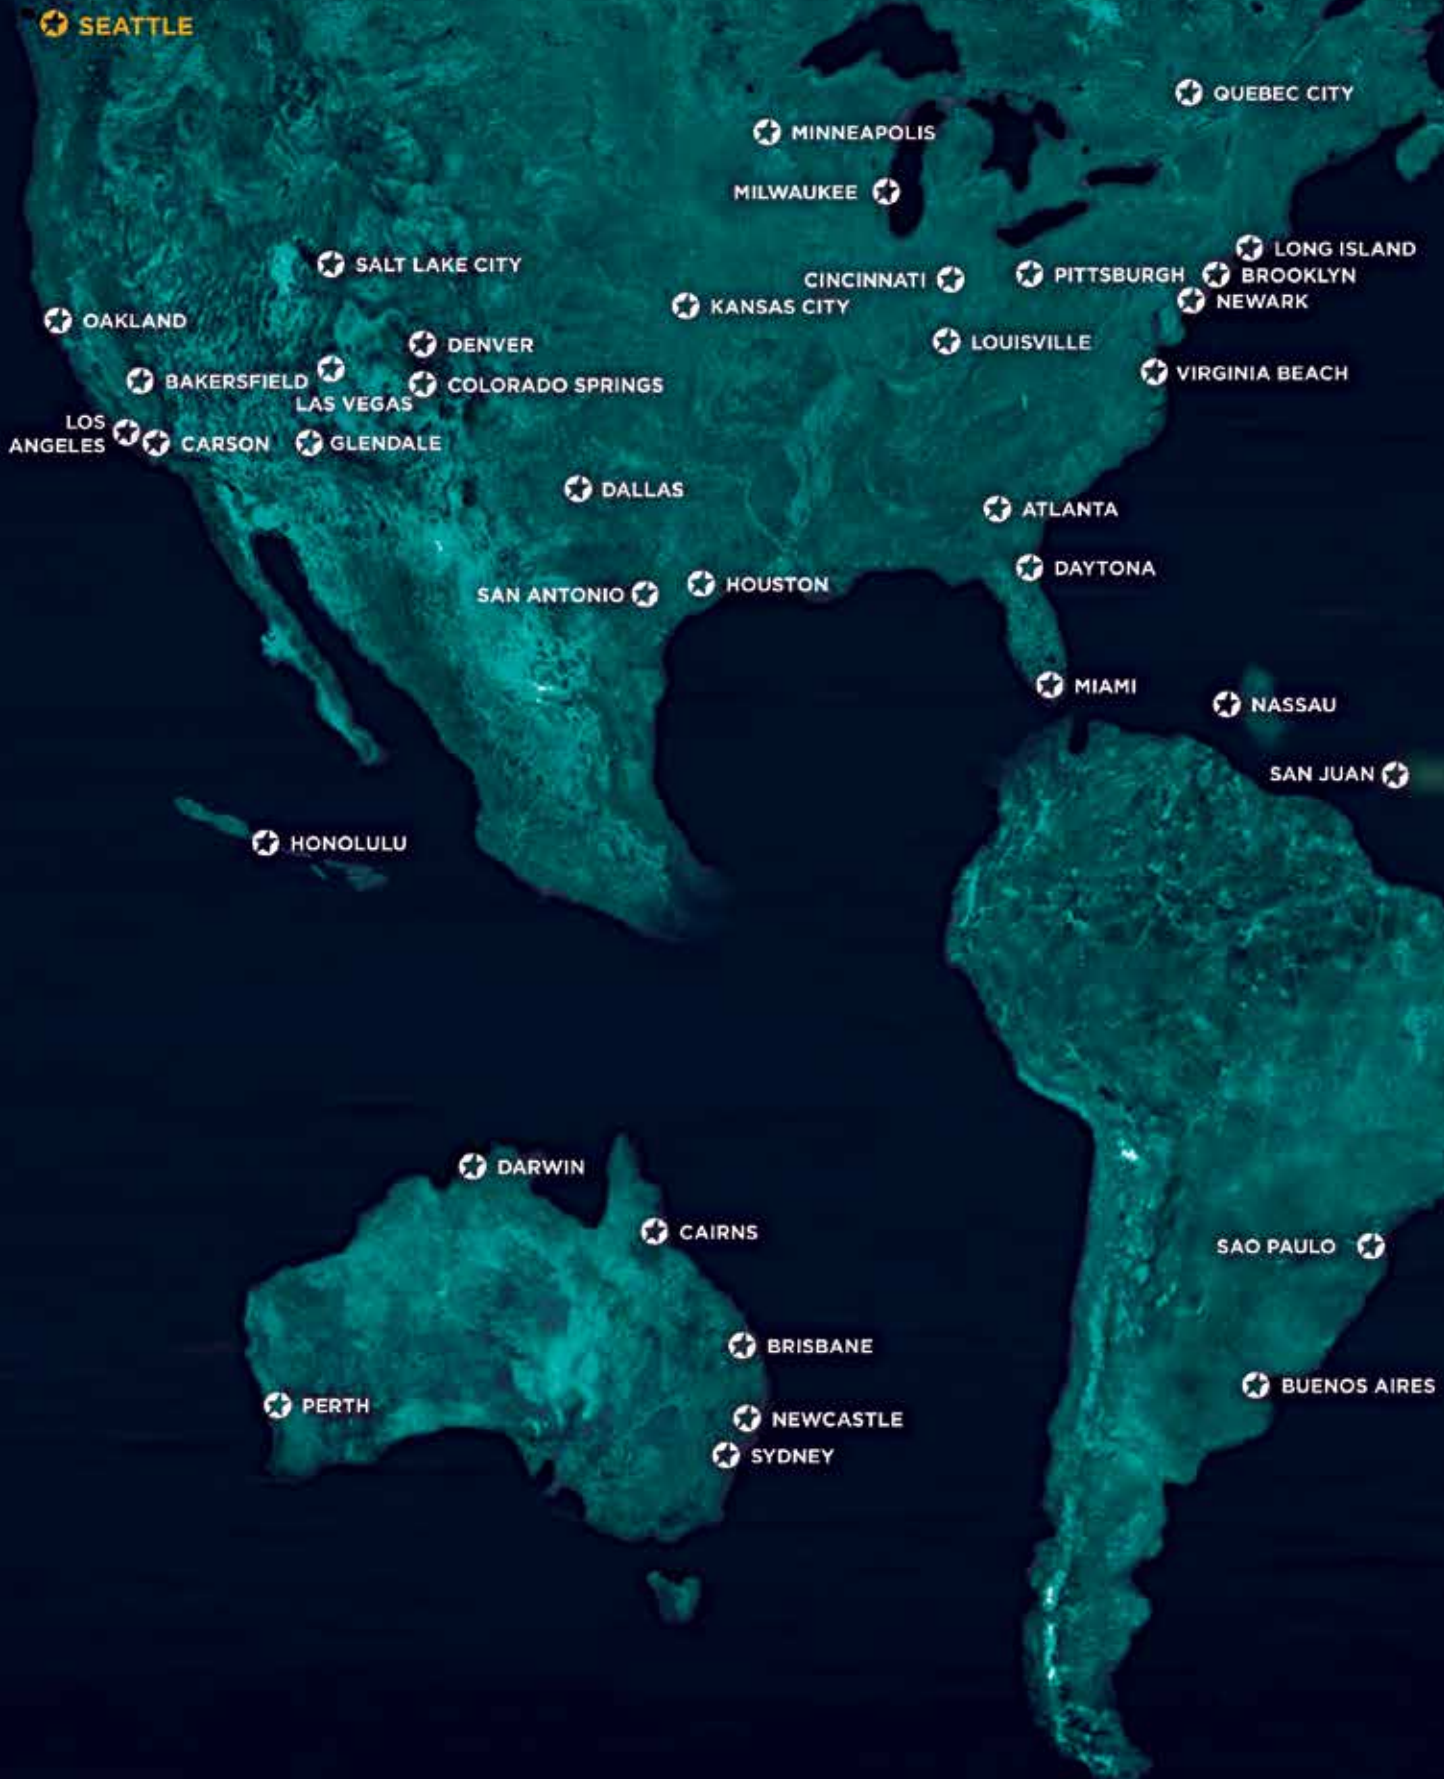 SEATTLE
QUEBEC CITY
MINNEAPOLIS
MILWAUKEE
LONG ISLAND
SALT LAKE CITY
CINCINNATI
PITTSBURGH
BROOKLYN
KANSAS CITY
NEWARK
OAKLAND
DENVER
LOUISVILLE
VIRGINIA BEACH
BAKERSFIELD
COLORADO SPRINGS
LAS VEGAS
LOS
ANGELES
CARSON
GLENDALE
DALLAS
ATLANTA
DAYTONA
SAN ANTONIO
HOUSTON
MIAMI
NASSAU
SAN JUAN
HONOLULU
DARWIN
CAIRNS
SAO PAULO
BRISBANE
BUENOS AIRES
PERTH
NEWCASTLE
SYDNEY